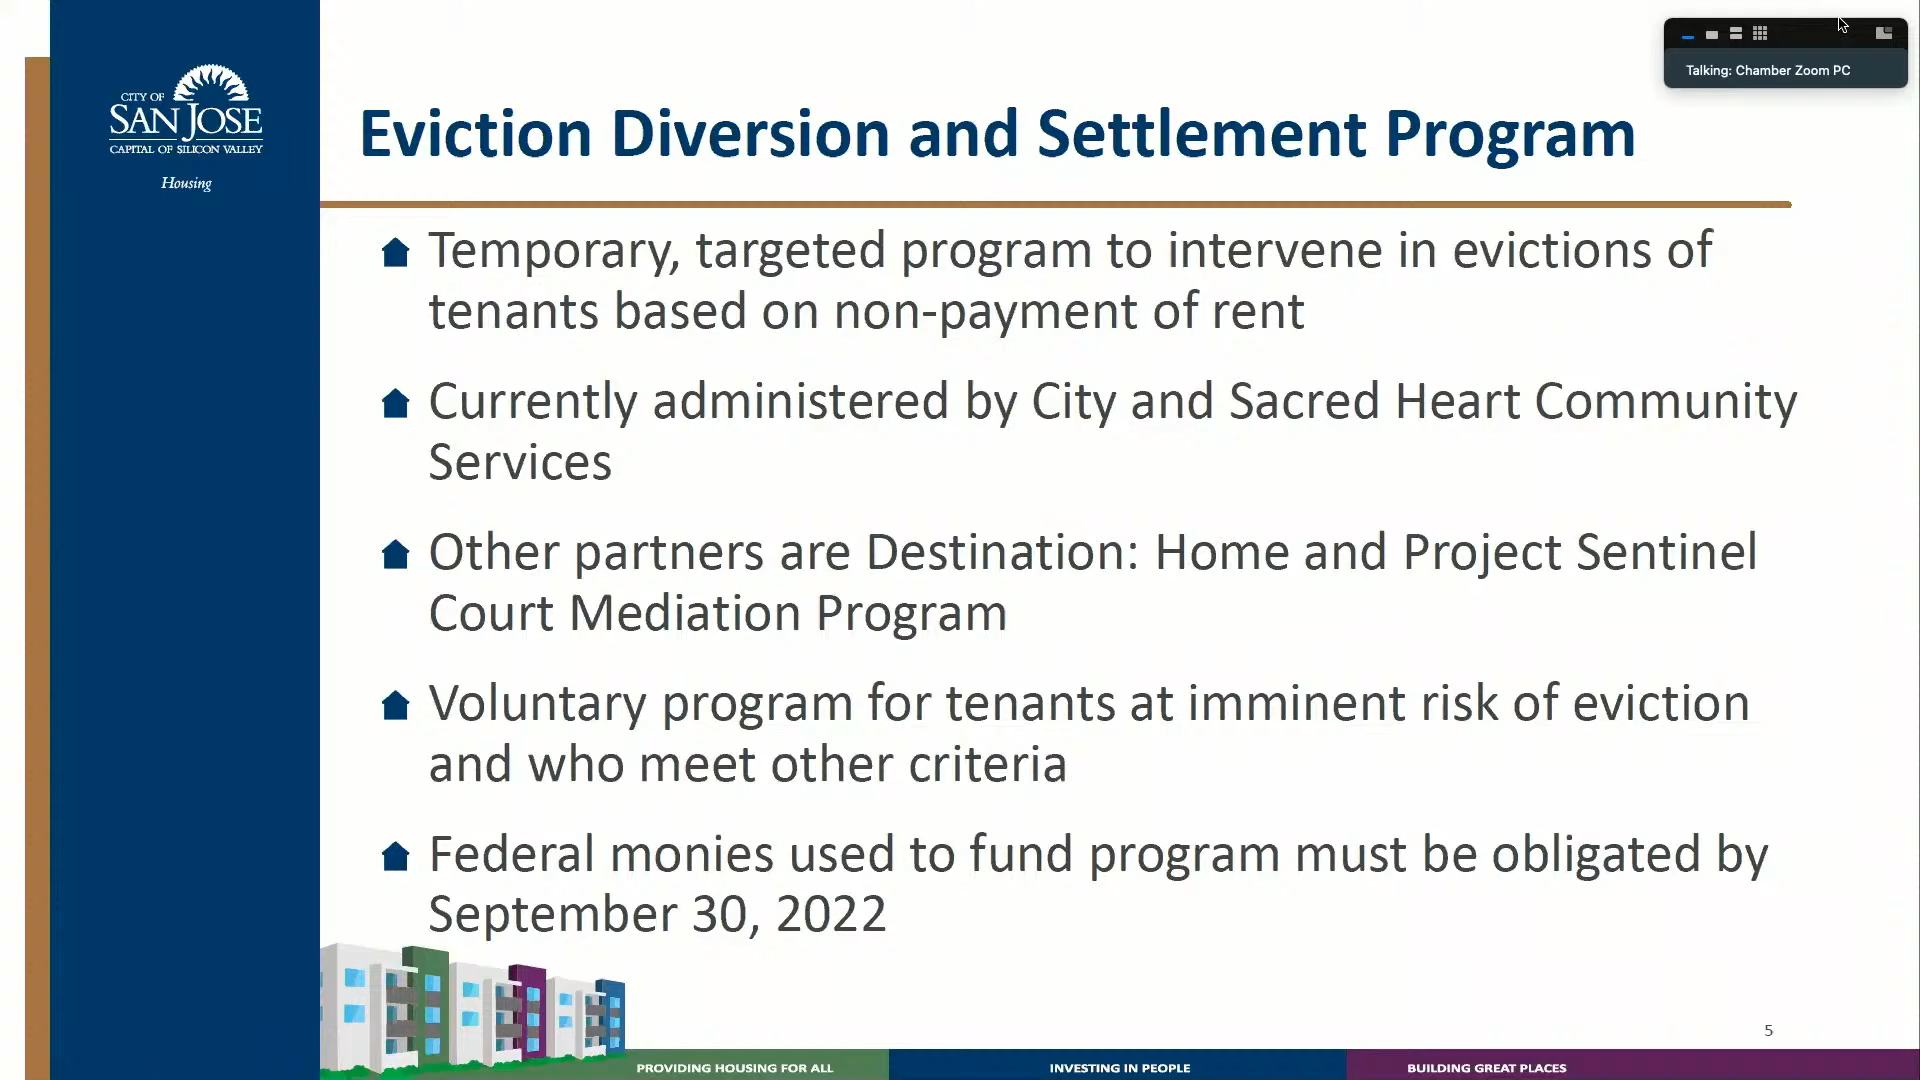 Talking: Chamber Zoom PC
CITY OF
SAN JOSE
CAPITAL OF SILICON VALLEY
Housing
Eviction Diversion and Settlement Program
Temporary, targeted program to intervene in evictions of
tenants based on non-payment of rent
Currently administered by City and Sacred Heart Community
Services
Other partners are Destination: Home and Project Sentinel
Court Mediation Program
Voluntary program for tenants at imminent risk of eviction
and who meet other criteria
Federal monies used to fund program must be obligated by
September 30, 2022
5
PROVIDING HOUSING FOR ALL
INVESTING IN PEOPLE
BUILDING GREAT PLACES